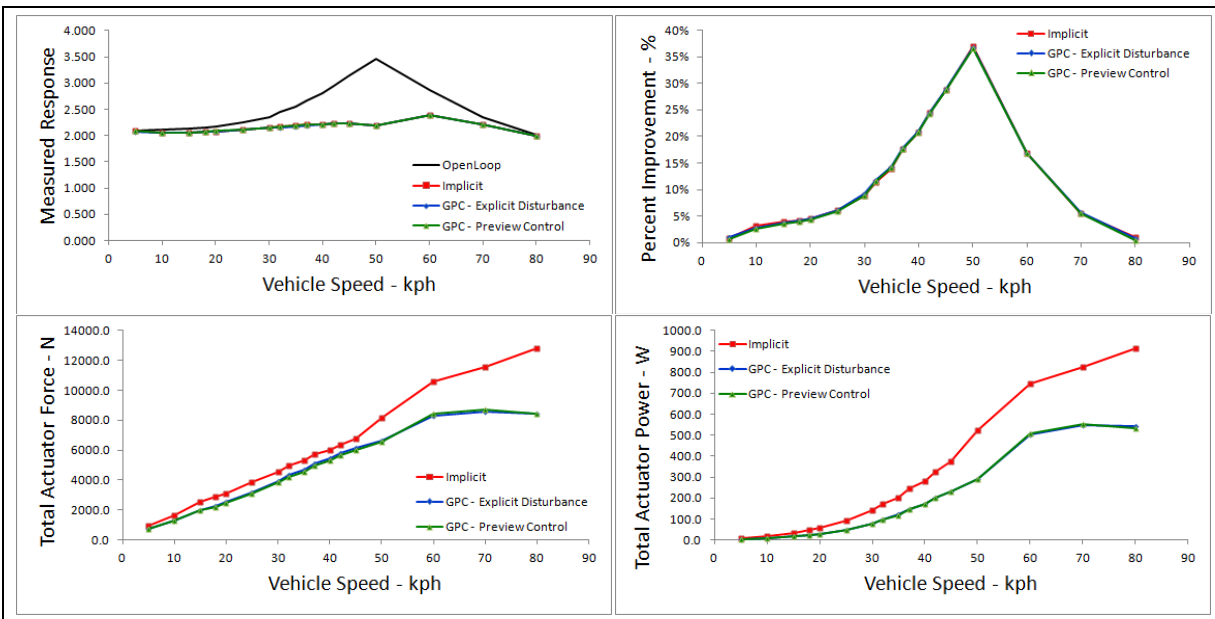 Measured Response
4.000
3.500
3.000
2.500
2.000
1.500
1.000
0.500
0.000
OpenLoop
Implicit
GPC - Explicit Disturbance
GPC - Preview Control
0 10 20 30 40 50 60 70 80 90
Vehicle Speed - kph
Percent Improvement - %
40%
35%
30%
25%
20%
15%
10%
5%
0%
Implicit
GPC - Explicit Disturbance
GPC - Preview Control
0 10 20 30 40 50 60 70 80 90
Vehicle Speed - kph
Total Actuator Force - N
14000.0
12000.0
10000.0
8000.0
6000.0
4000.0
2000.0
0.0
Implicit
GPC - Explicit Disturbance
GPC - Preview Control
0 10 20 30 40 50 60 70 80 90
Vehicle Speed - kph
Total Actuator Power - W
1000.0
900.0
800.0
700.0
600.0
500.0
400.0
300.0
200.0
100.0
0.0
Implicit
GPC - Explicit Disturbance
GPC - Preview Control
0 10 20 30 40 50 60 70 80 90
Vehicle Speed - kph